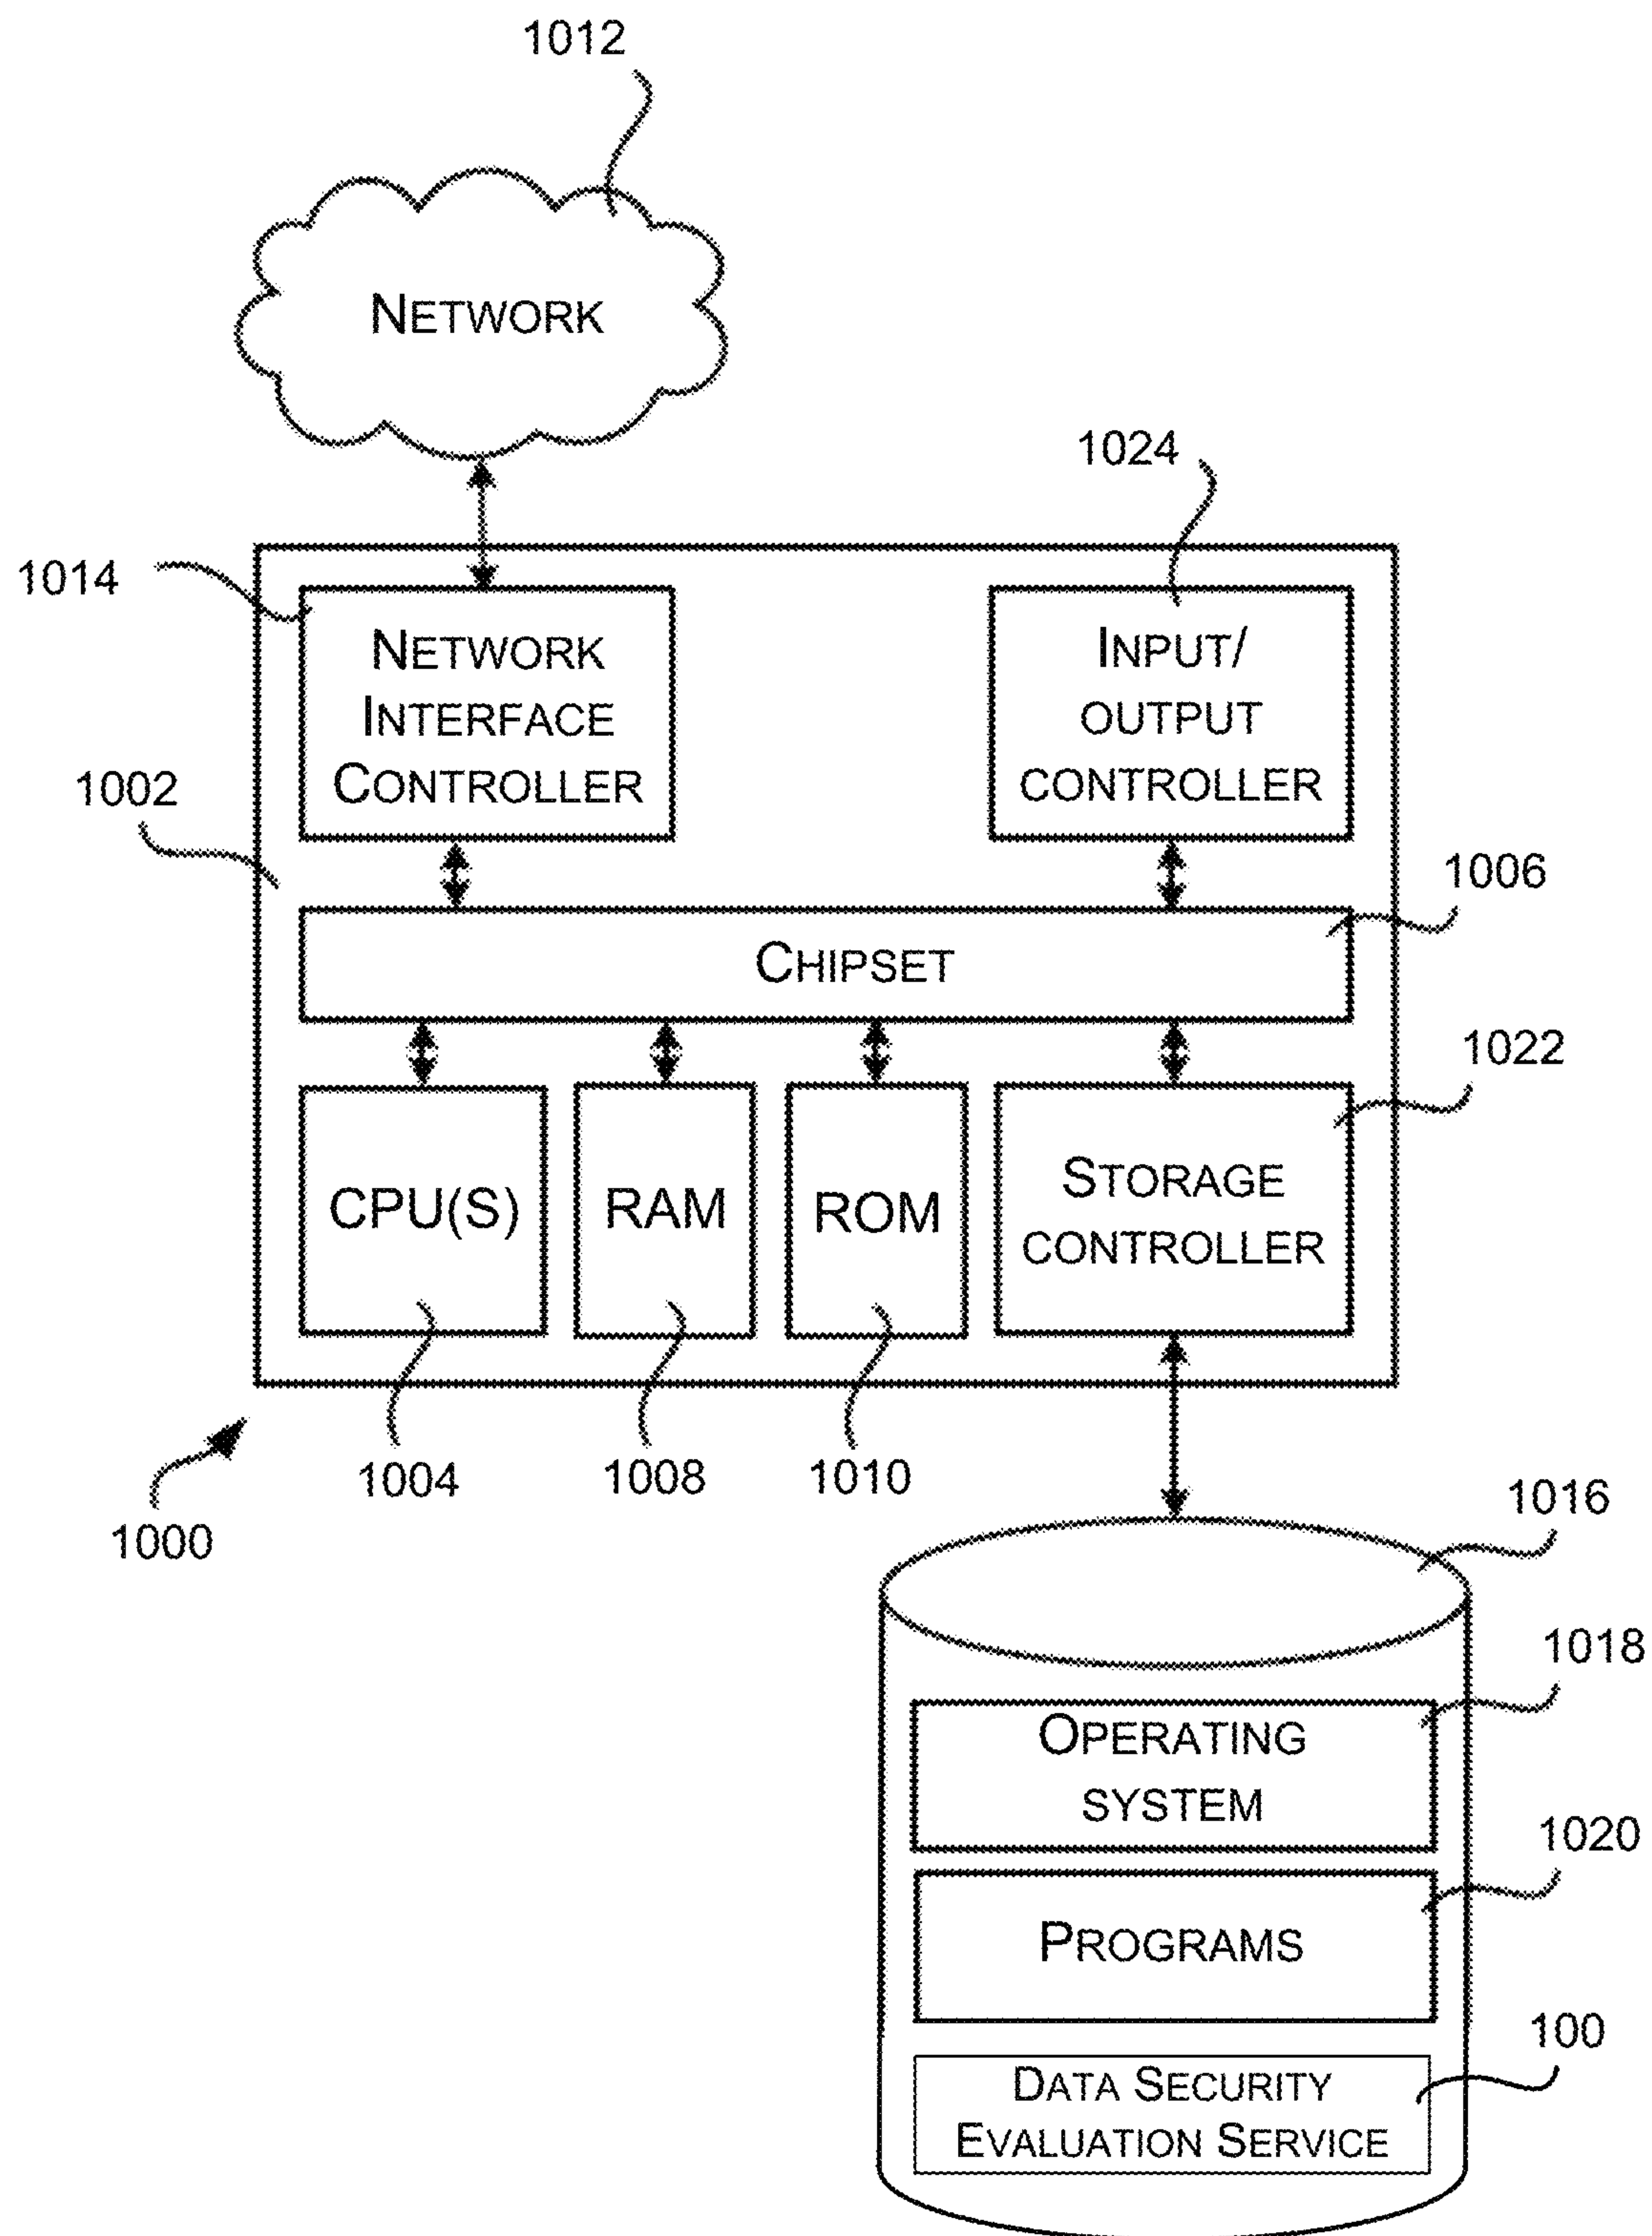 1012
NETWORK
1024
1014
NETWORK
INTERFACE
CONTROLLER
INPUT/
OUTPUT
CONTROLLER
1002
1006
CHIPSET
1022
CPU(S)
RAM
ROM
STORAGE
CONTROLLER
1004
1008
1010
1000
1016
1018
OPERATING
SYSTEM
1020
PROGRAMS
100
DATA SECURITY
EVALUATION SERVICE